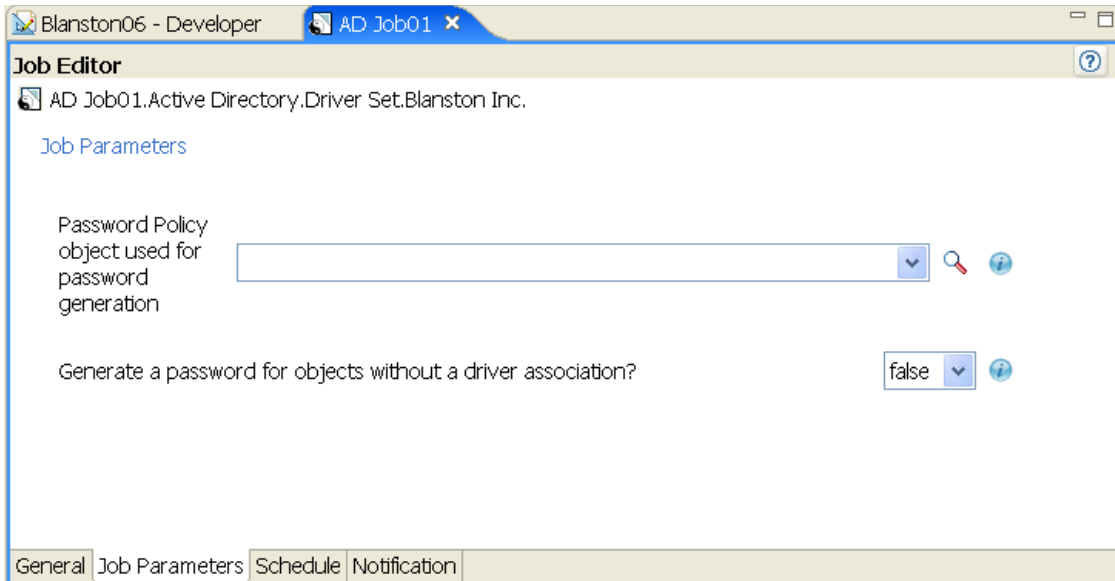 Blanston06 - Developer AD Job01
Job Editor
AD Job01.Active Directory.Driver Set.Blanston Inc.
Job Parameters
Password Policy
object used for
password
generation
Generate a password for objects without a driver association? false
General Job Parameters Schedule Notification